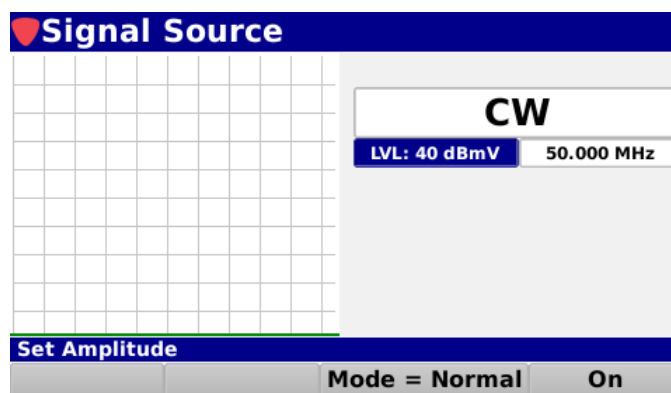 Signal Source
CW
LVL: 40 dBmV 50.000 MHz
Set Amplitude
Mode = Normal On